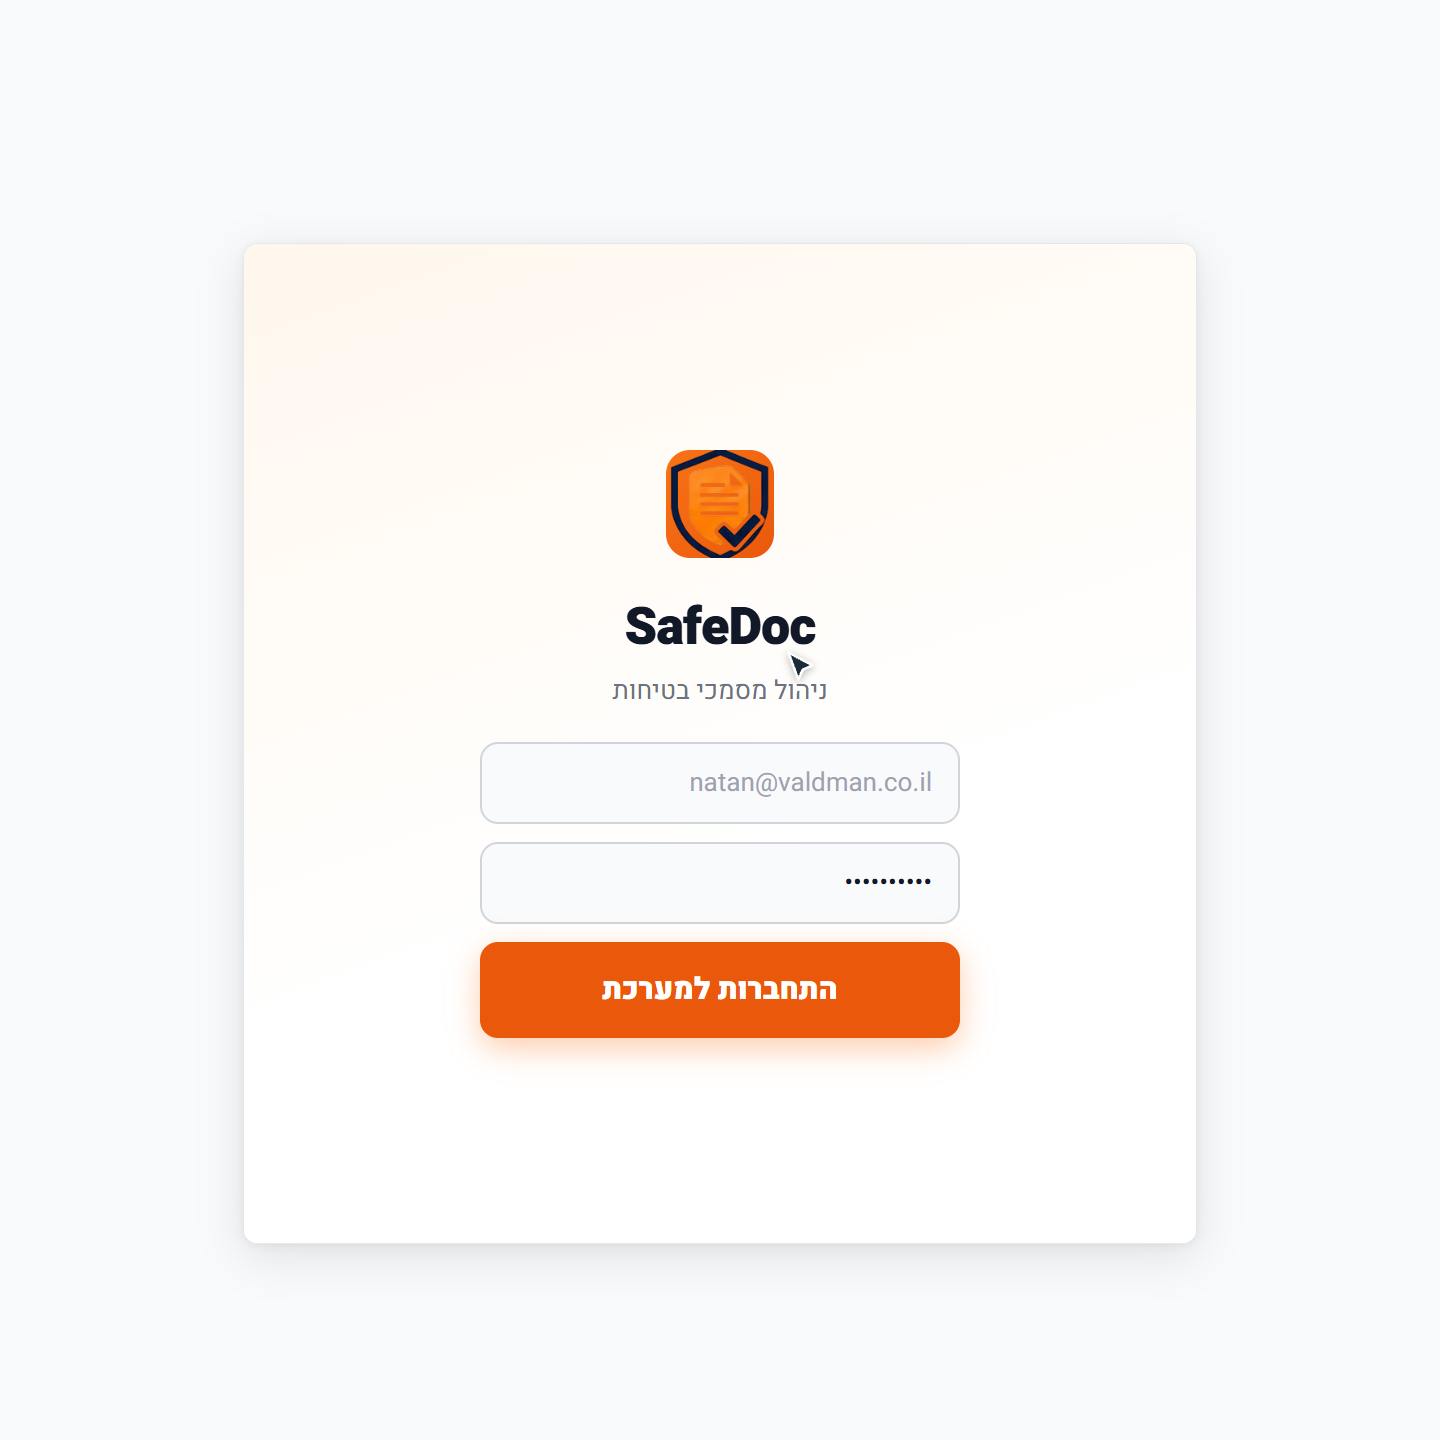 SafeDoc
ניהול מסמכי בטיחות
natan@valdman.co.il
••••••••••
התחברות למערכת